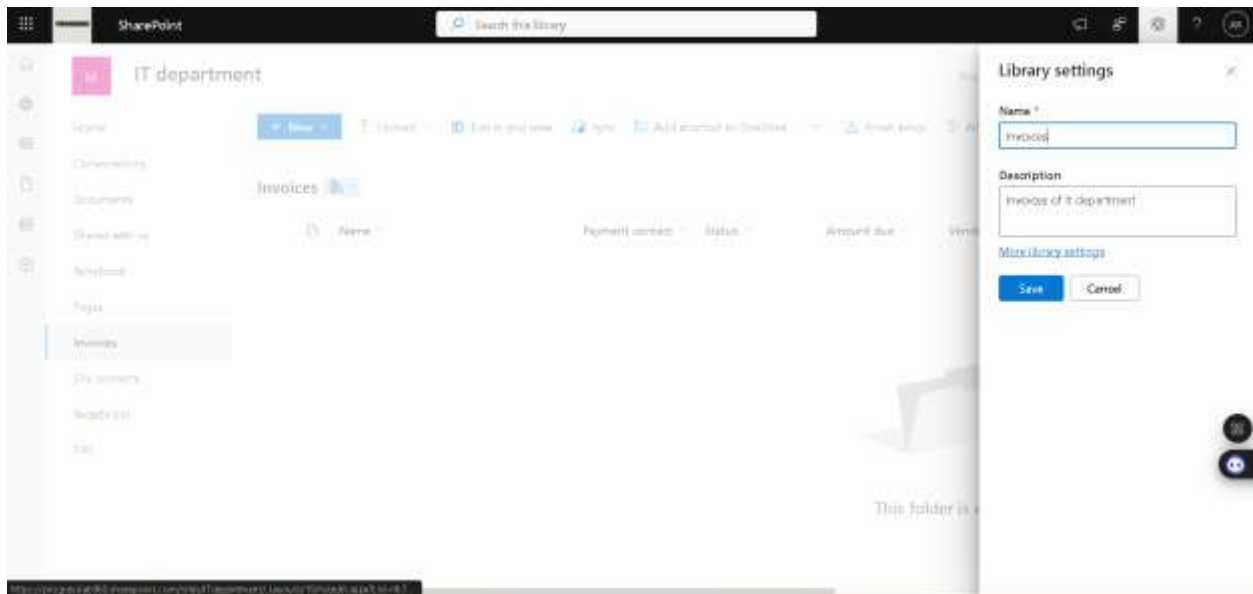 SharePoint
Search this library
IT department
Library settings
Name *
Invoices
Description
invoices of it department
More library settings
Save
Cancel
Home
Conversations
Documents
Shared with us
Notebook
Pages
Invoices
Site contents
Recycle bin
Edit
+ New
Upload
Edit in grid view
Sync
Add shortcut to OneDrive
Invoices
Name
Payment contact
Status
Amount due
This folder is